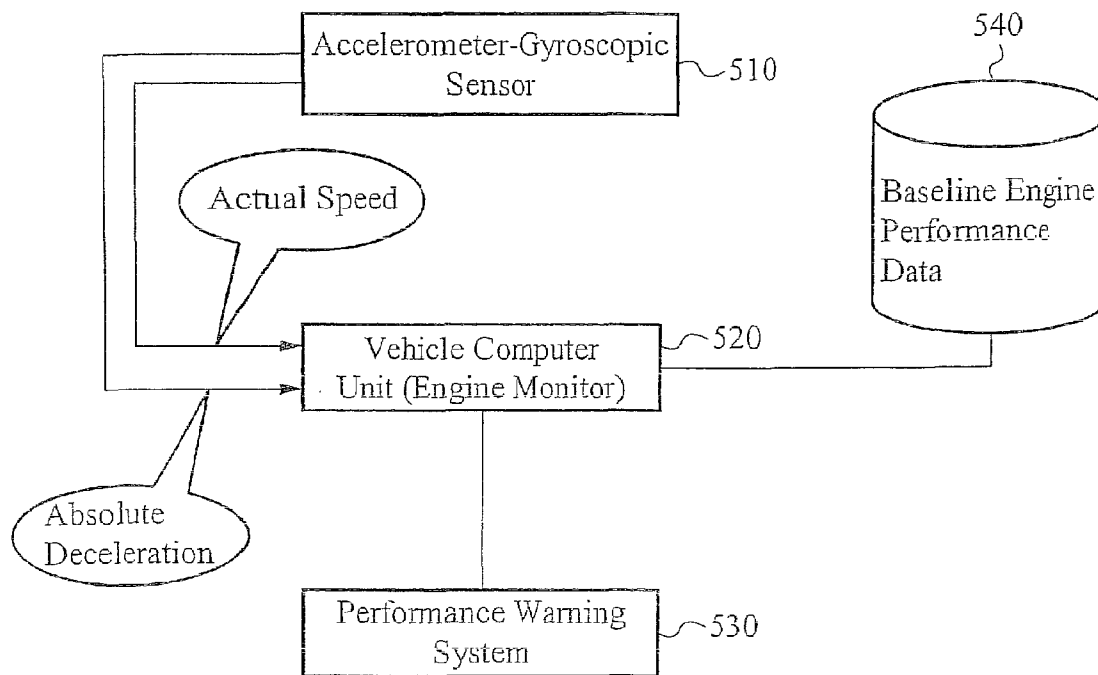 Accelerometer-Gyroscopic
Sensor
510
540
Actual Speed
Baseline Engine
Performance
Data
Vehicle Computer
Unit (Engine Monitor)
520
Absolute
Deceleration
Performance Warning
System
530